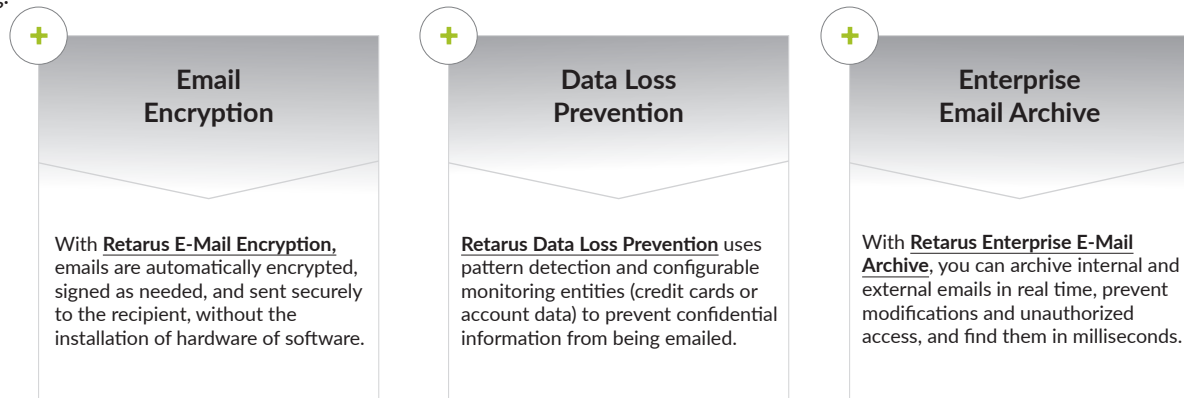 Email
Encryption
With Retarus E-Mail Encryption,
emails are automatically encrypted,
signed as needed, and sent securely
to the recipient, without the
installation of hardware of software.
Data Loss
Prevention
Retarus Data Loss Prevention uses
pattern detection and configurable
monitoring entities (credit cards or
account data) to prevent confidential
information from being emailed.
Enterprise
Email Archive
With Retarus Enterprise E-Mail
Archive, you can archive internal and
external emails in real time, prevent
modifications and unauthorized
access, and find them in milliseconds.